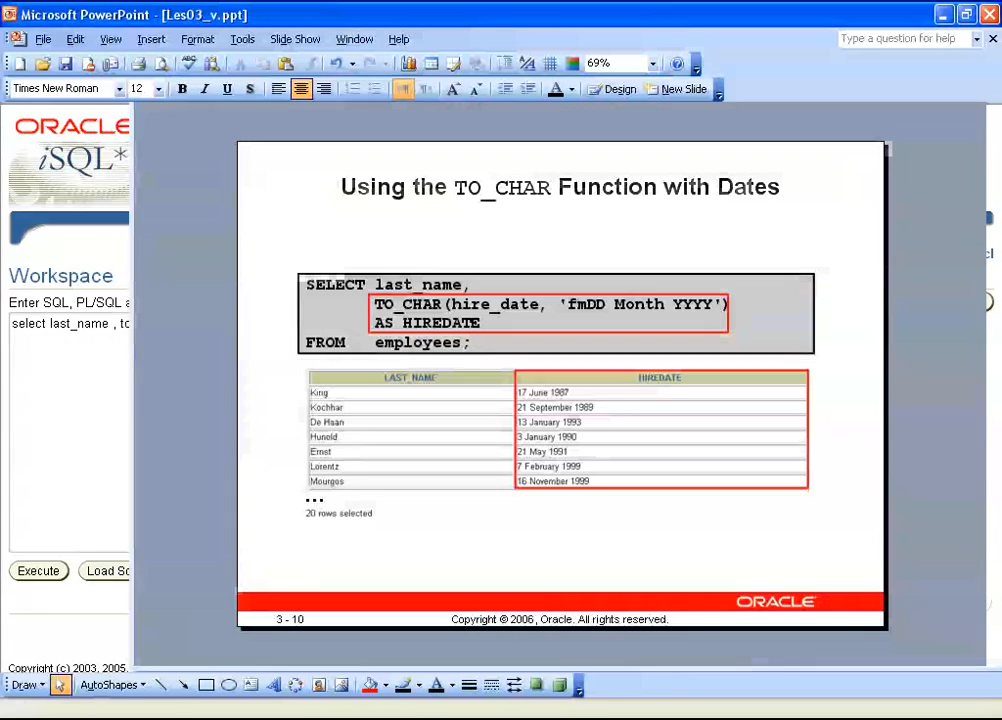 Microsoft PowerPoint - [Les03_v.ppt]
File Edit View Insert Format Tools Slide Show Window Help
Type a question for help
69%
Times New Roman 12 B I U S Design New Slide
ORACLE
iSQL*
Workspace
Enter SQL, PL/SQL a
select last_name , to
Execute Load Sc
Copyright (c) 2003, 2005,
Using the TO_CHAR Function with Dates
SELECT last_name,
TO_CHAR(hire_date, 'fmDD Month YYYY')
AS HIREDATE
FROM employees;
LAST_NAME HIREDATE
King 17 June 1987
Kochhar 21 September 1989
De Haan 13 January 1993
Hunold 3 January 1990
Ernst 21 May 1991
Lorentz 7 February 1999
Mourgos 16 November 1999
...
20 rows selected
ORACLE
3 - 10 Copyright © 2006, Oracle. All rights reserved.
Draw AutoShapes